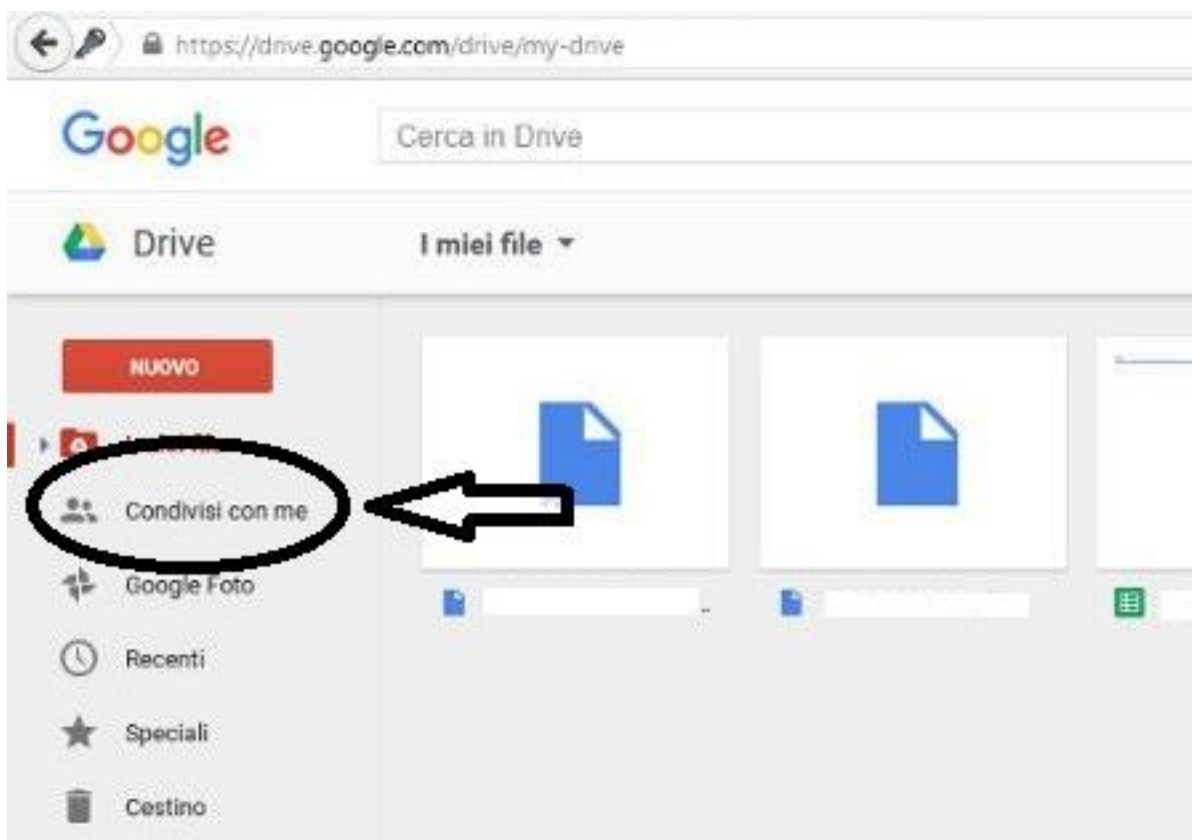 https://drive.google.com/drive/my-drive
Google
Cerca in Drive
Drive
I miei file
NUOVO
Condivisi con me
Google Foto
Recenti
Speciali
Cestino